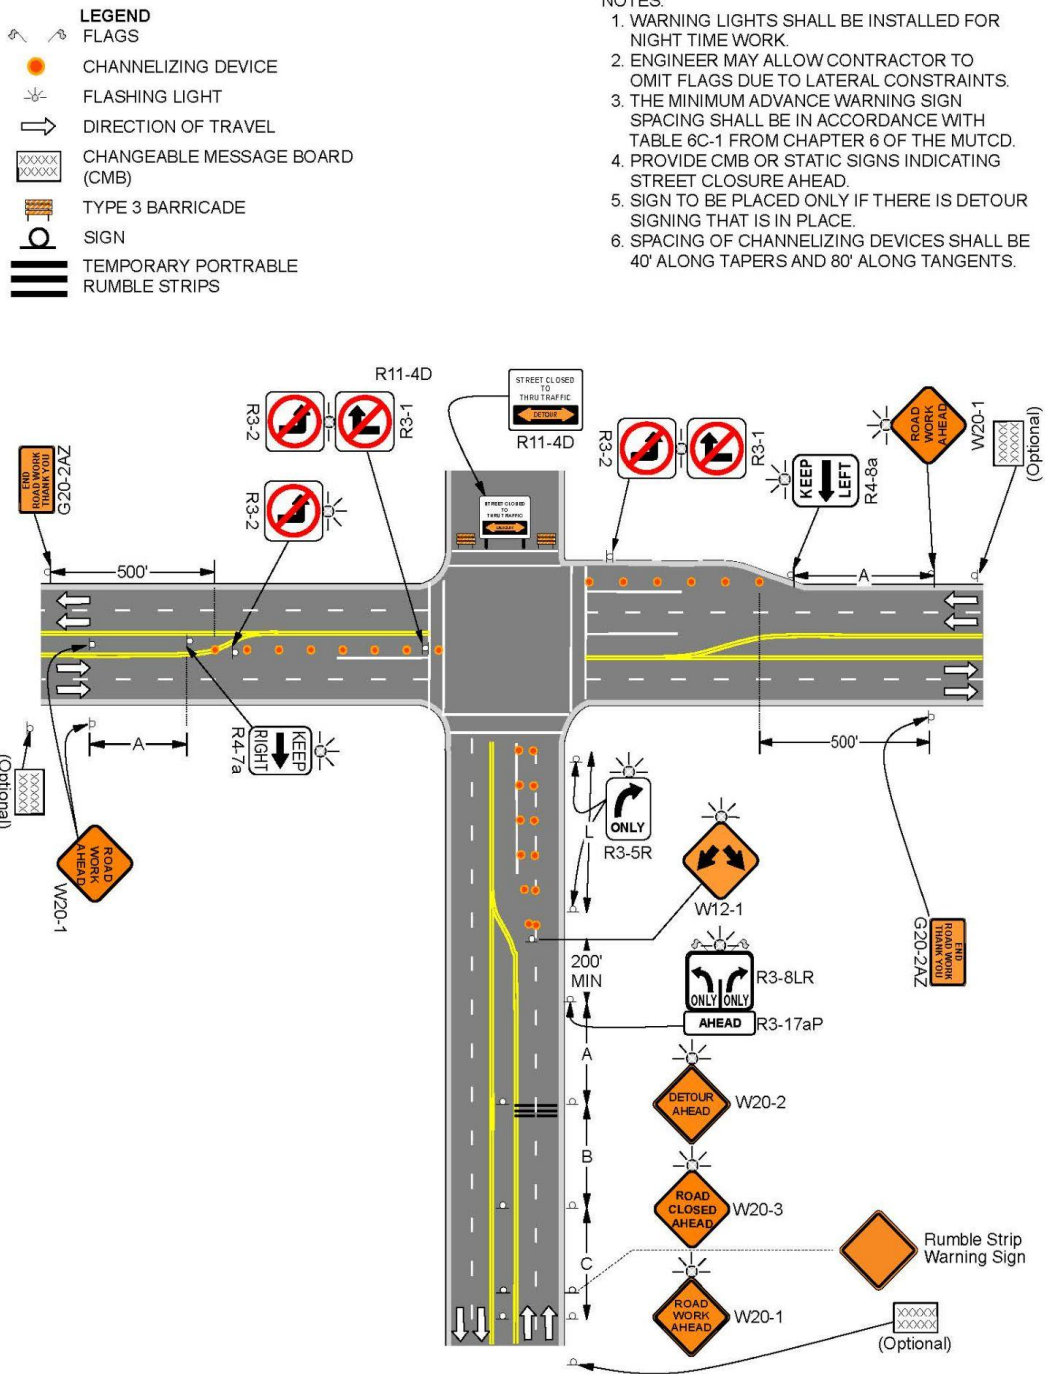 LEGEND
FLAGS
CHANNELIZING DEVICE
FLASHING LIGHT
DIRECTION OF TRAVEL
CHANGEABLE MESSAGE BOARD
(CMB)
TYPE 3 BARRICADE
SIGN
TEMPORARY PORTRABLE
RUMBLE STRIPS
NOTES:
1. WARNING LIGHTS SHALL BE INSTALLED FOR
NIGHT TIME WORK.
2. ENGINEER MAY ALLOW CONTRACTOR TO
OMIT FLAGS DUE TO LATERAL CONSTRAINTS.
3. THE MINIMUM ADVANCE WARNING SIGN
SPACING SHALL BE IN ACCORDANCE WITH
TABLE 6C-1 FROM CHAPTER 6 OF THE MUTCD.
4. PROVIDE CMB OR STATIC SIGNS INDICATING
STREET CLOSURE AHEAD.
5. SIGN TO BE PLACED ONLY IF THERE IS DETOUR
SIGNING THAT IS IN PLACE.
6. SPACING OF CHANNELIZING DEVICES SHALL BE
40' ALONG TAPERS AND 80' ALONG TANGENTS.
R11-4D
R3-2
R3-1
R3-2
STREET CLOSED
TO
THRU TRAFFIC
DETOUR
R11-4D
STREET CLOSED
TO
THRU TRAFFIC
DETOUR
R3-2
R3-1
KEEP
LEFT
R4-8a
ROAD
WORK
AHEAD
W20-1
(Optional)
END
ROAD WORK
THANK YOU
G20-2AZ
500'
A
A
KEEP
RIGHT
R4-7a
(Optional)
ROAD
WORK
AHEAD
W20-1
500'
END
ROAD WORK
THANK YOU
G20-2AZ
L
ONLY
R3-5R
W12-1
200'
MIN
ONLY ONLY
R3-8LR
AHEAD
R3-17aP
A
DETOUR
AHEAD
W20-2
B
ROAD
CLOSED
AHEAD
W20-3
C
Rumble Strip
Warning Sign
ROAD
WORK
AHEAD
W20-1
(Optional)